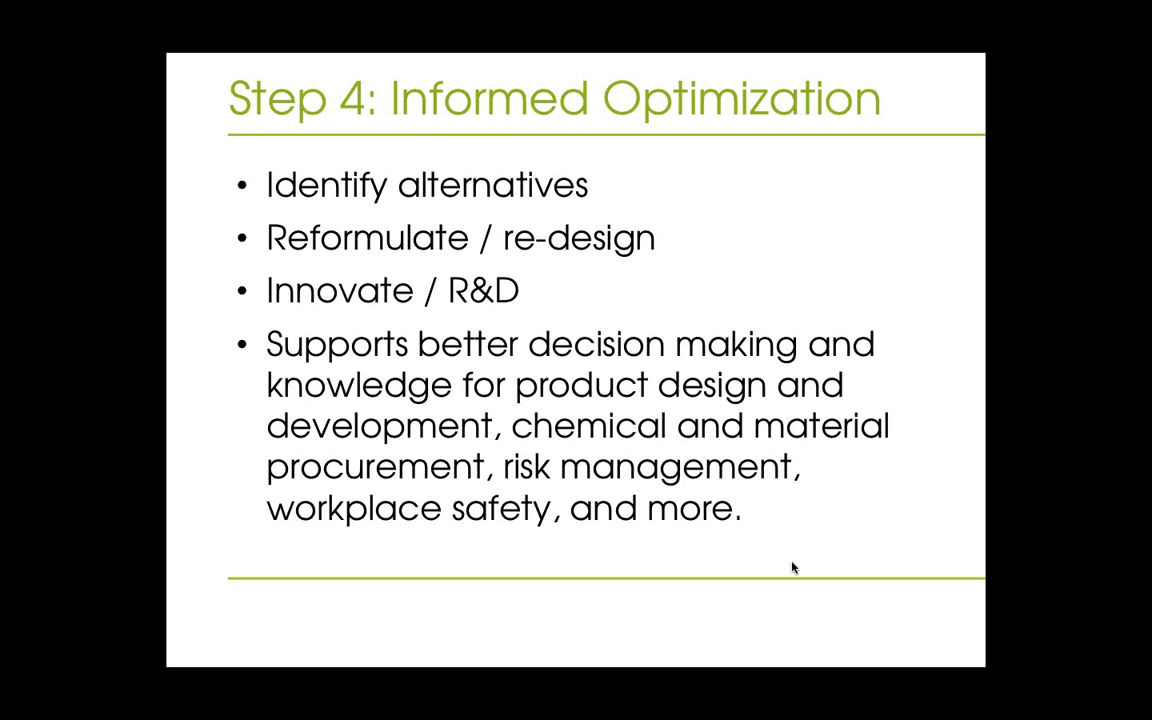 Step 4: Informed Optimization
• Identify alternatives
• Reformulate / re-design
• Innovate / R&D
• Supports better decision making and
knowledge for product design and
development, chemical and material
procurement, risk management,
workplace safety, and more.